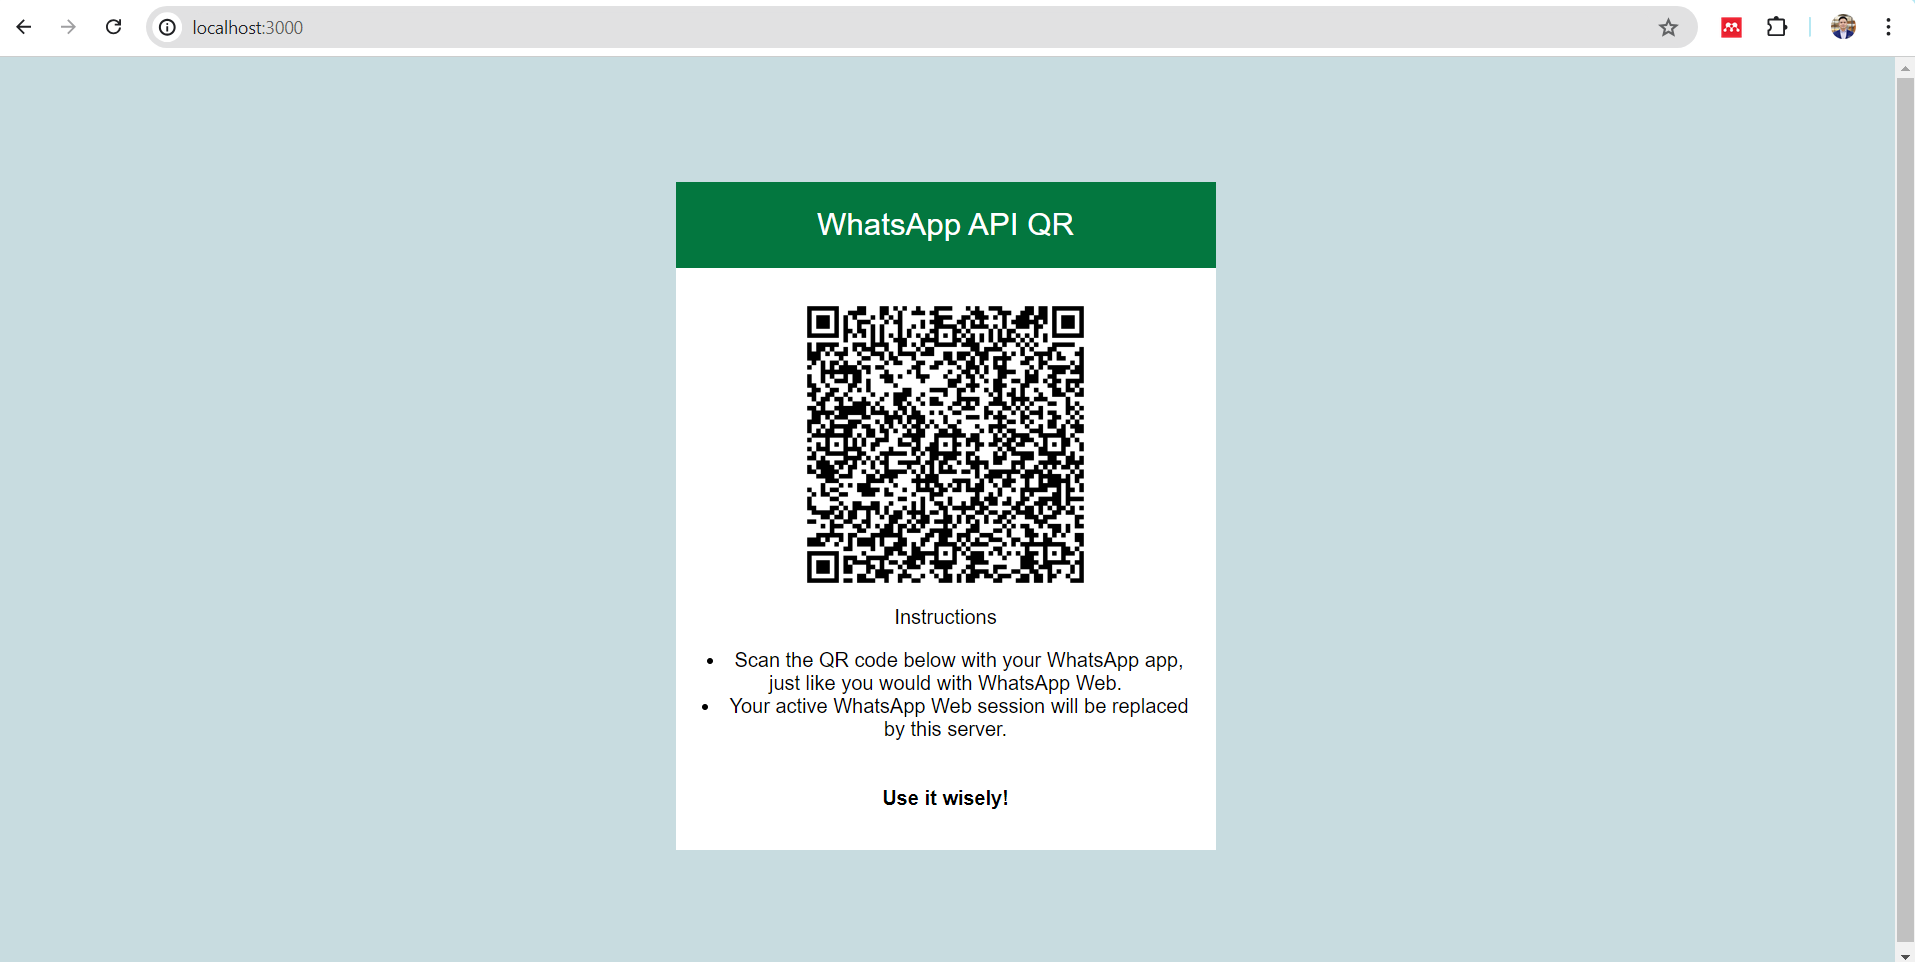 localhost:3000
WhatsApp API QR
Instructions
• Scan the QR code below with your WhatsApp app,
just like you would with WhatsApp Web.
• Your active WhatsApp Web session will be replaced
by this server.
Use it wisely!